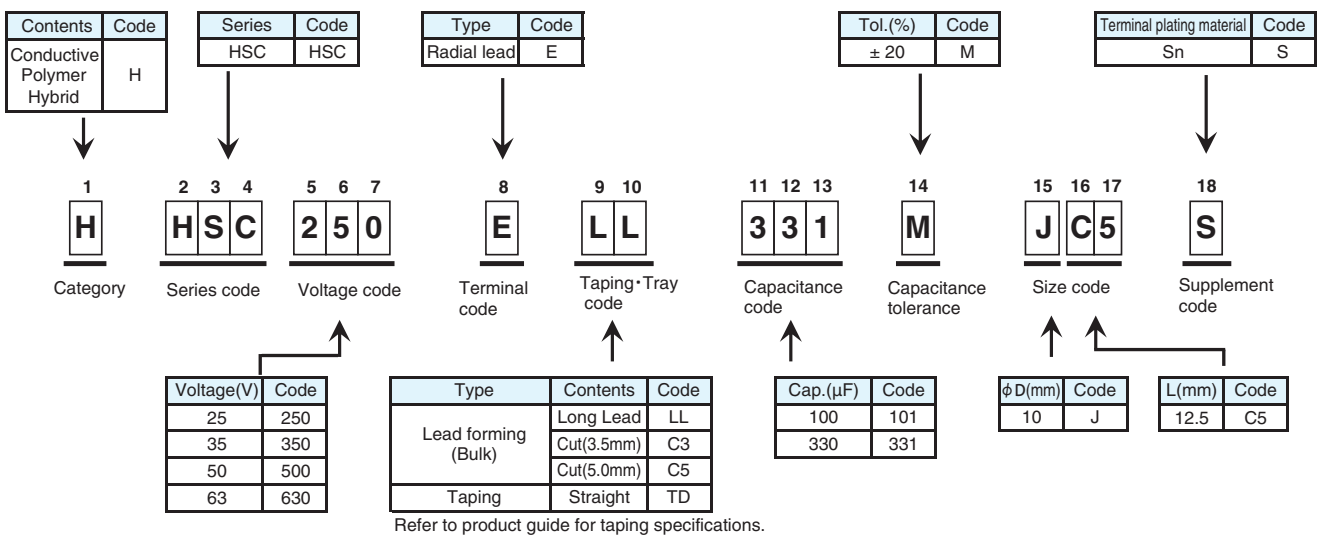 Contents Code
Conductive Polymer Hybrid H
Series Code
HSC HSC
Type Code
Radial lead E
Tol.(%) Code
± 20 M
Terminal plating material Code
Sn S
1 2 3 4 5 6 7 8 9 10 11 12 13 14 15 16 17 18
H H S C 2 5 0 E L L 3 3 1 M J C 5 S
Category
Series code
Voltage code
Terminal
code
Taping・Tray
code
Capacitance
code
Capacitance
tolerance
Size code
Supplement
code
Voltage(V) Code
25 250
35 350
50 500
63 630
Type Contents Code
Lead forming
(Bulk)
Long Lead LL
Cut(3.5mm) C3
Cut(5.0mm) C5
Taping Straight TD
Refer to product guide for taping specifications.
Cap.(µF) Code
100 101
330 331
φD(mm) Code
10 J
L(mm) Code
12.5 C5